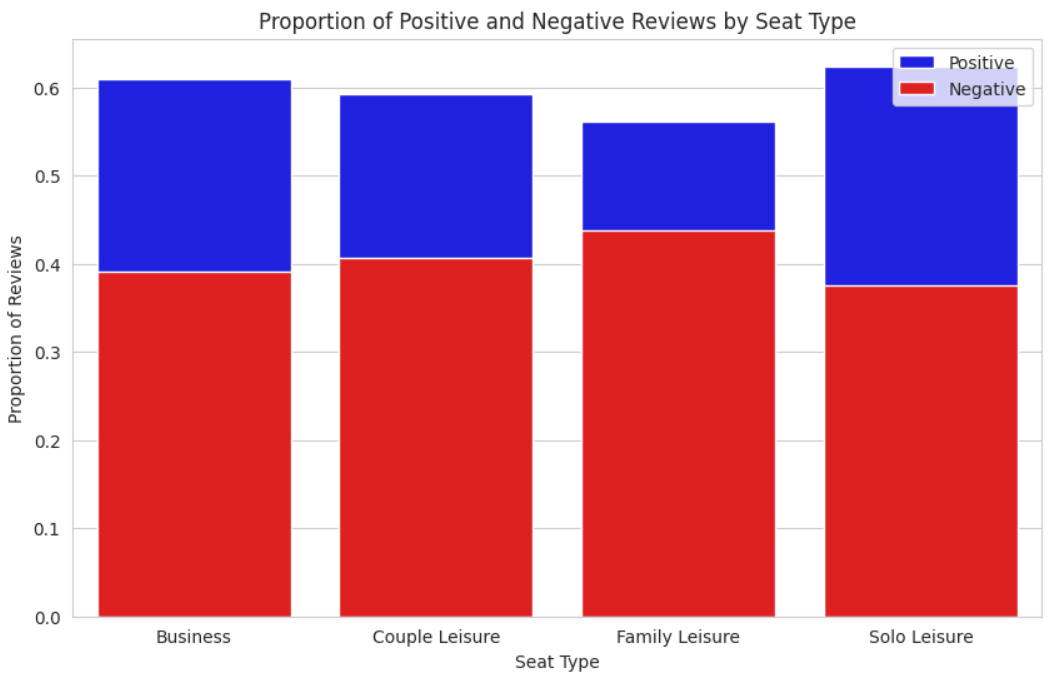 Proportion of Positive and Negative Reviews by Seat Type
Positive
Negative
Proportion of Reviews
0.6
0.5
0.4
0.3
0.2
0.1
0.0
Business
Couple Leisure
Family Leisure
Solo Leisure
Seat Type